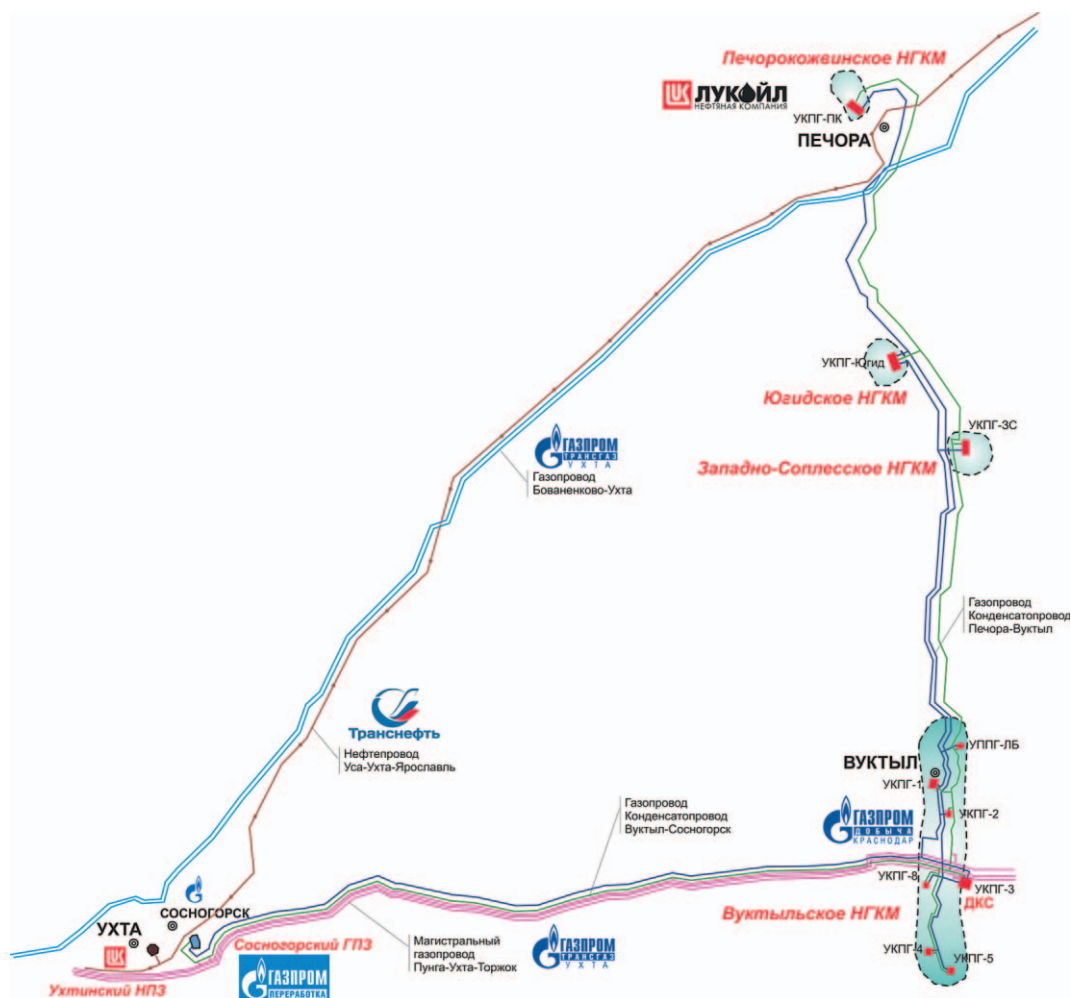 Печорокожвинское НГКМ
LUK ЛУКОЙЛ
НЕФТЯНАЯ КОМПАНИЯ
УКПГ-ПК
ПЕЧОРА
УКПГ-Югид
Югидское НГКМ
УКПГ-ЗС
Западно-Соплесское НГКМ
ГАЗПРОМ
ТРАНСГАЗ
УХТА
Газопровод
Бованенково-Ухта
Газопровод
Конденсатопровод
Печора-Вуктыл
Транснефть
Нефтепровод
Уса-Ухта-Ярославль
УППГ-ЛБ
ВУКТЫЛ
УКПГ-1
УКПГ-2
Газопровод
Конденсатопровод
Вуктыл-Сосногорск
ГАЗПРОМ
ДОБЫЧА
КРАСНОДАР
УКПГ-8
УКПГ-3
ДКС
Вуктыльское НГКМ
УКПГ-4
УКПГ-5
СОСНОГОРСК
УХТА
LUK
Сосногорский ГПЗ
Магистральный
газопровод
Пунга-Ухта-Торжок
ГАЗПРОМ
ТРАНСГАЗ
УХТА
Ухтинский НПЗ
ГАЗПРОМ
ПЕРЕРАБОТКА